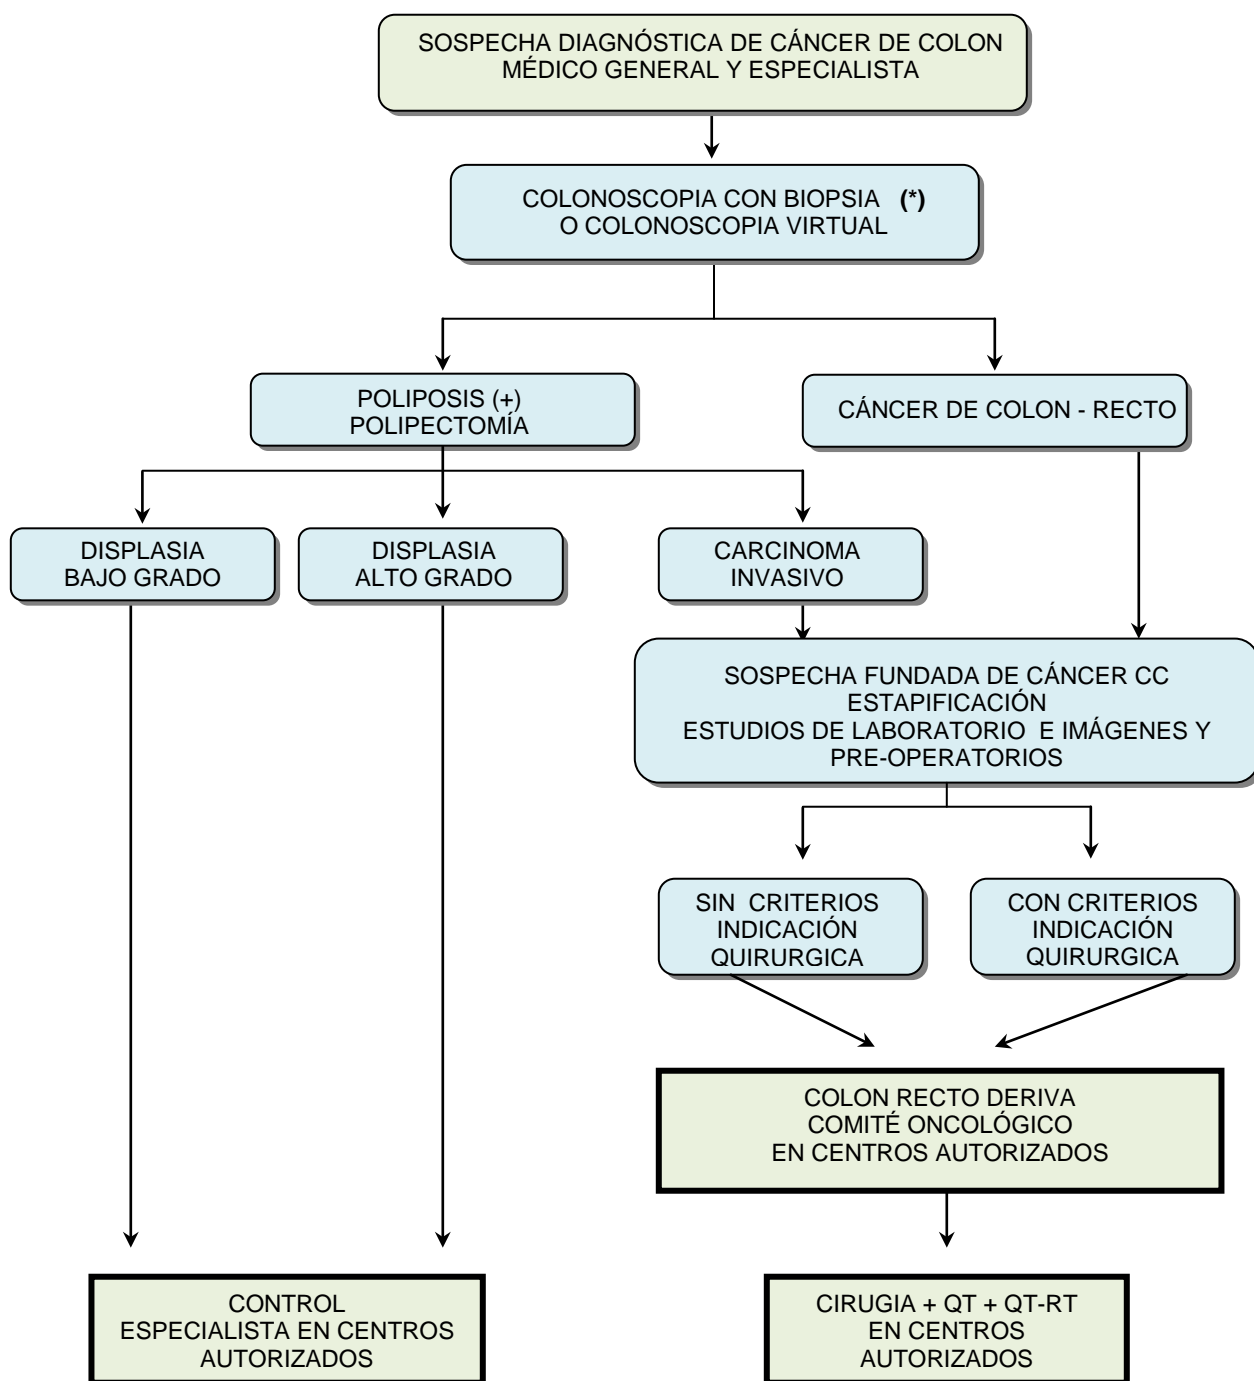 SOSPECHA DIAGNÓSTICA DE CÁNCER DE COLON
MÉDICO GENERAL Y ESPECIALISTA
COLONOSCOPIA CON BIOPSIA (*)
O COLONOSCOPIA VIRTUAL
POLIPOSIS (+)
POLIPECTOMÍA
CÁNCER DE COLON - RECTO
DISPLASIA
BAJO GRADO
DISPLASIA
ALTO GRADO
CARCINOMA
INVASIVO
SOSPECHA FUNDADA DE CÁNCER CC
ESTAPIFICACIÓN
ESTUDIOS DE LABORATORIO E IMÁGENES Y
PRE-OPERATORIOS
SIN CRITERIOS
INDICACIÓN
QUIRURGICA
CON CRITERIOS
INDICACIÓN
QUIRURGICA
COLON RECTO DERIVA
COMITÉ ONCOLÓGICO
EN CENTROS AUTORIZADOS
CONTROL
ESPECIALISTA EN CENTROS
AUTORIZADOS
CIRUGIA + QT + QT-RT
EN CENTROS
AUTORIZADOS